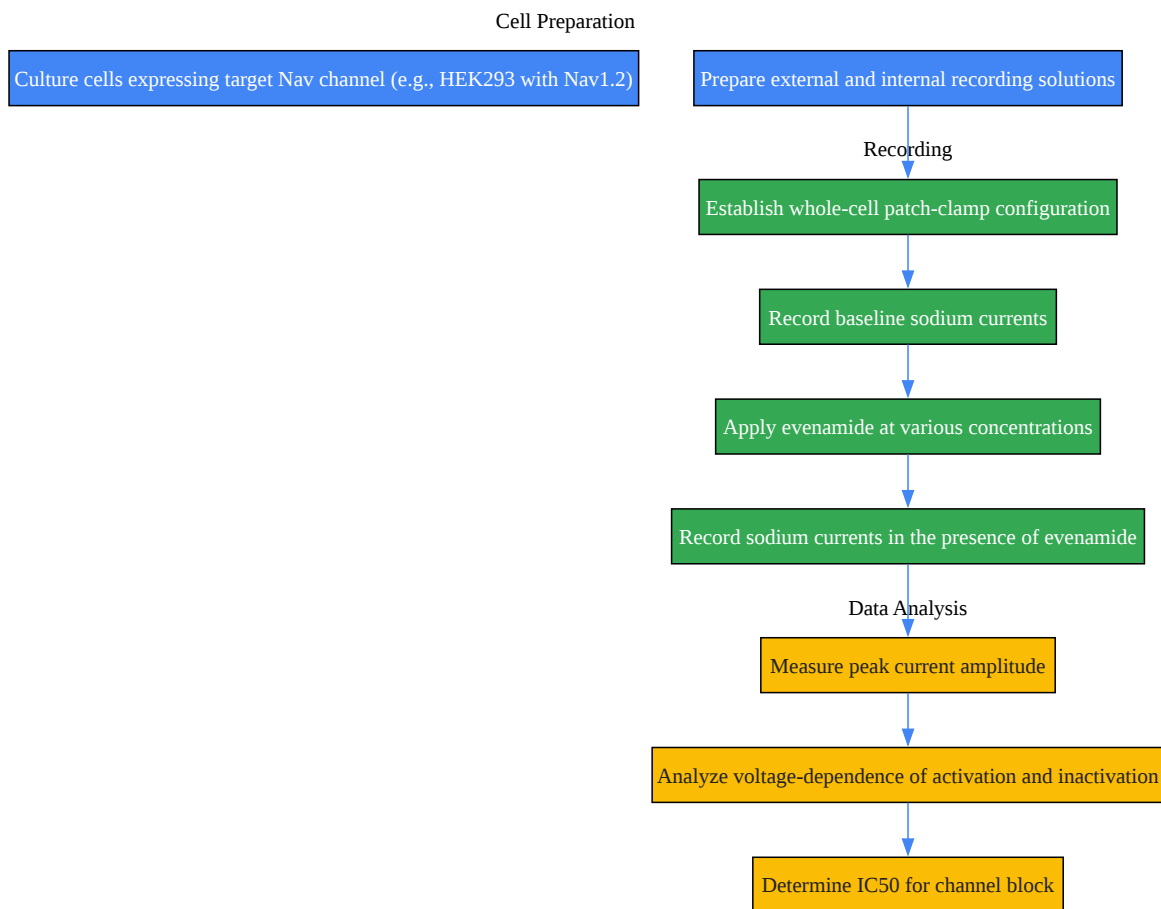 Cell Preparation
Culture cells expressing target Nav channel (e.g., HEK293 with Nav1.2)
Prepare external and internal recording solutions
Recording
Establish whole-cell patch-clamp configuration
Record baseline sodium currents
Apply evenamide at various concentrations
Record sodium currents in the presence of evenamide
Data Analysis
Measure peak current amplitude
Analyze voltage-dependence of activation and inactivation
Determine IC50 for channel block